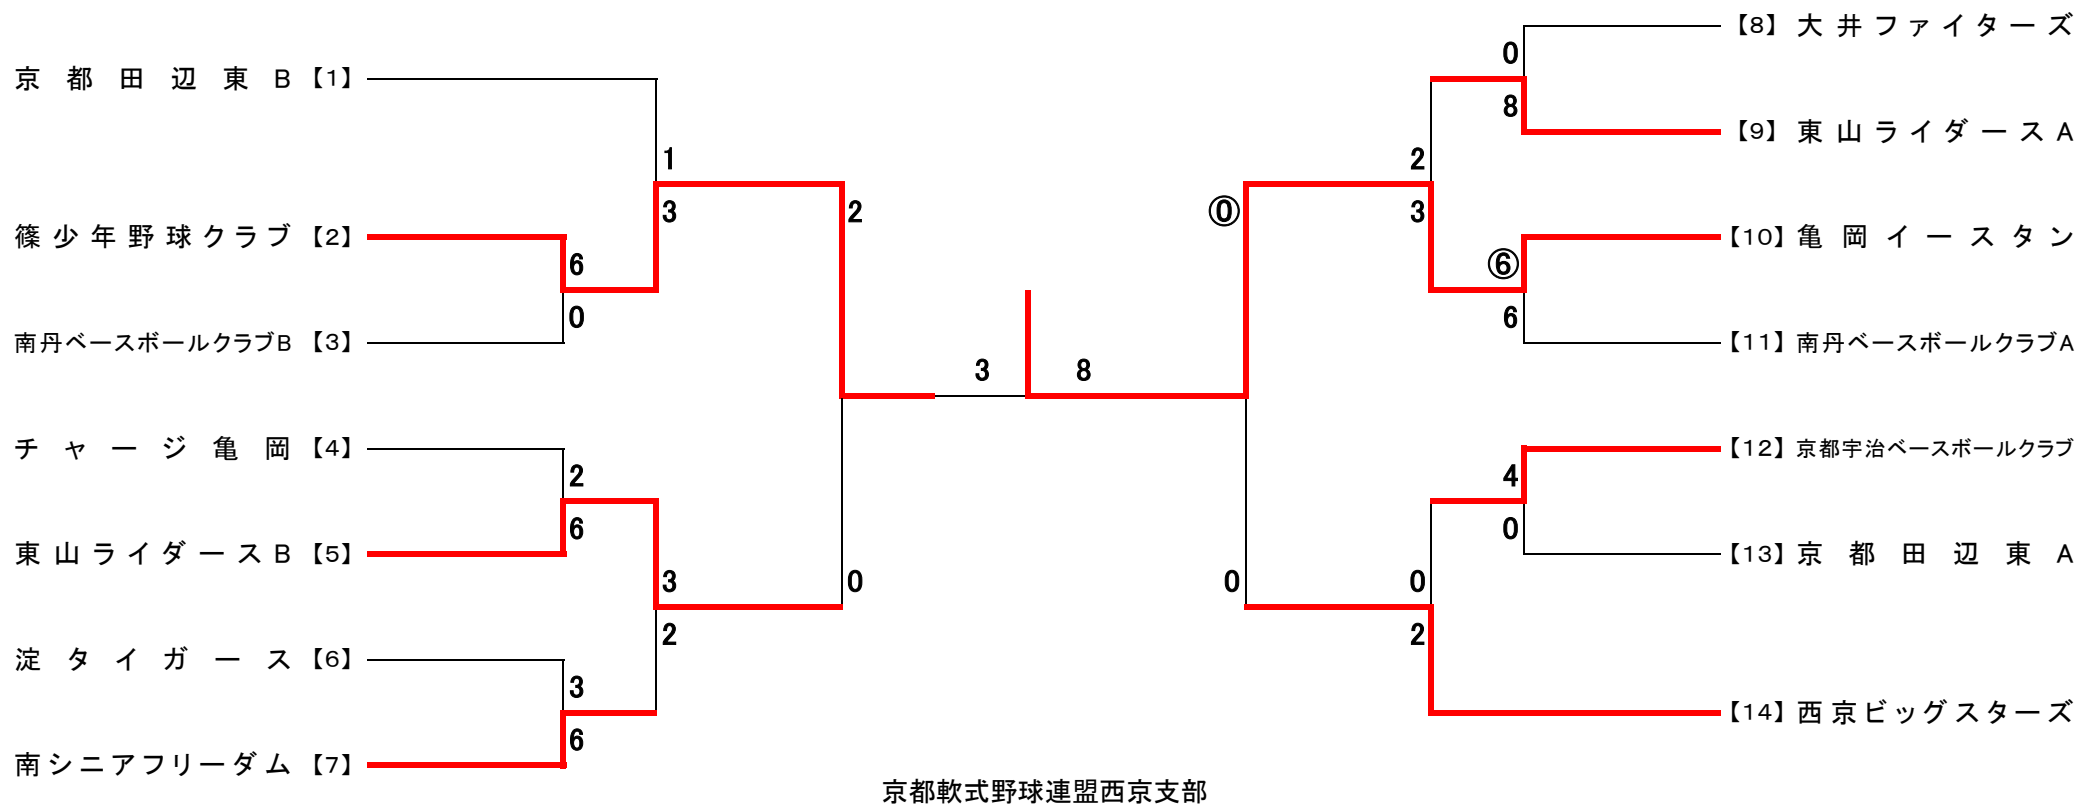 京都田辺東B【1】
篠少年野球クラブ【2】
南丹ベースボールクラブB【3】
チャージ亀岡【4】
東山ライダースB【5】
淀タイガース【6】
南シニアフリーダム【7】
1
3
6
0
2
6
3
2
3
6
2
0
3
8
⓪
0
2
3
0
2
0
8
⑥
6
4
0
【8】大井ファイターズ
【9】東山ライダースA
【10】亀岡イースタン
【11】南丹ベースボールクラブA
【12】京都宇治ベースボールクラブ
【13】京都田辺東A
【14】西京ビッグスターズ
京都軟式野球連盟西京支部